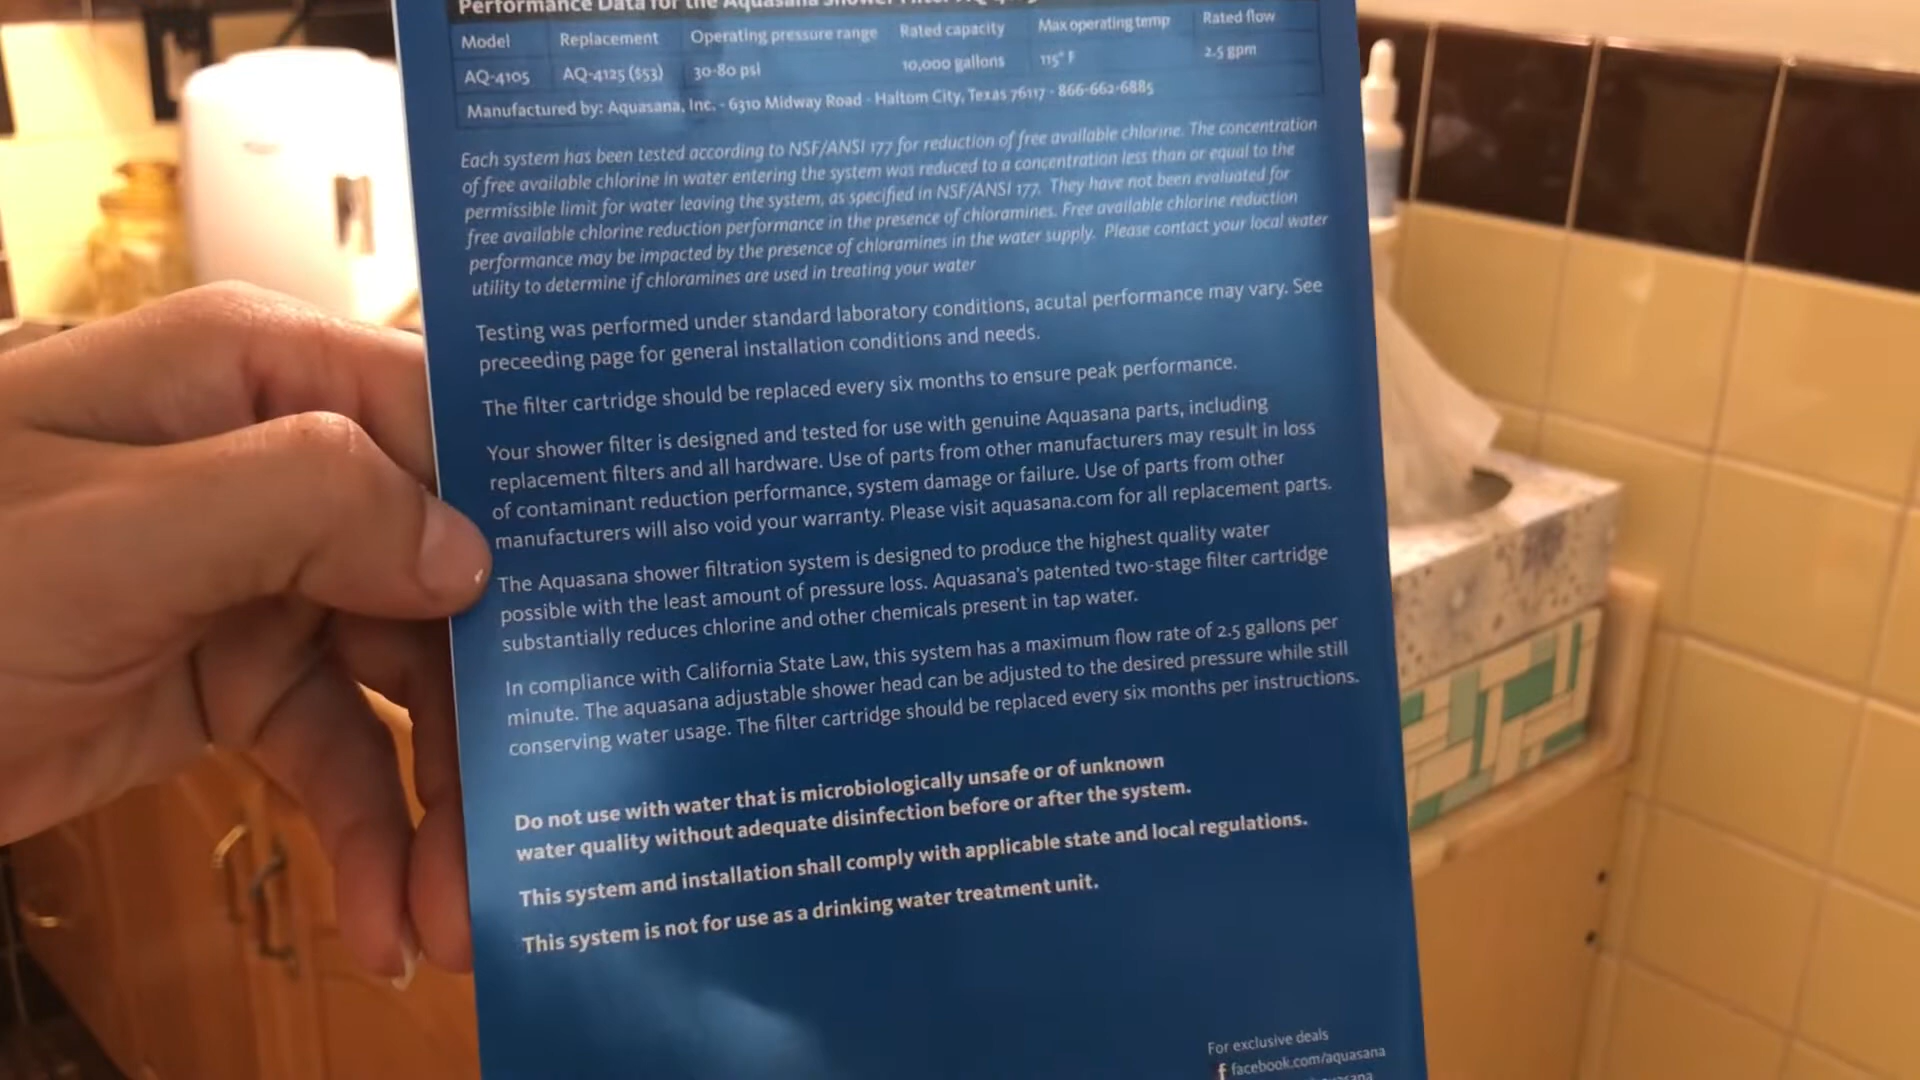 Performance Data for the Aquasana Shower Filter
Model Replacement Operating pressure range Rated capacity Max operating temp Rated flow
AQ-4105 AQ-4125 ($53) 30-80 psi 10,000 gallons 115° F 2.5 gpm
Manufactured by: Aquasana, Inc. - 6310 Midway Road - Haltom City, Texas 76117 - 866-662-6885
Each system has been tested according to NSF/ANSI 177 for reduction of free available chlorine. The concentration
of free available chlorine in water entering the system was reduced to a concentration less than or equal to the
permissible limit for water leaving the system, as specified in NSF/ANSI 177. They have not been evaluated for
free available chlorine reduction performance in the presence of chloramines. Free available chlorine reduction
performance may be impacted by the presence of chloramines in the water supply. Please contact your local water
utility to determine if chloramines are used in treating your water
Testing was performed under standard laboratory conditions, acutal performance may vary. See
preceeding page for general installation conditions and needs.
The filter cartridge should be replaced every six months to ensure peak performance.
Your shower filter is designed and tested for use with genuine Aquasana parts, including
replacement filters and all hardware. Use of parts from other manufacturers may result in loss
of contaminant reduction performance, system damage or failure. Use of parts from other
manufacturers will also void your warranty. Please visit aquasana.com for all replacement parts.
The Aquasana shower filtration system is designed to produce the highest quality water
possible with the least amount of pressure loss. Aquasana's patented two-stage filter cartridge
substantially reduces chlorine and other chemicals present in tap water.
In compliance with California State Law, this system has a maximum flow rate of 2.5 gallons per
minute. The aquasana adjustable shower head can be adjusted to the desired pressure while still
conserving water usage. The filter cartridge should be replaced every six months per instructions.
Do not use with water that is microbiologically unsafe or of unknown
water quality without adequate disinfection before or after the system.
This system and installation shall comply with applicable state and local regulations.
This system is not for use as a drinking water treatment unit.
For exclusive deals
f facebook.com/aquasana